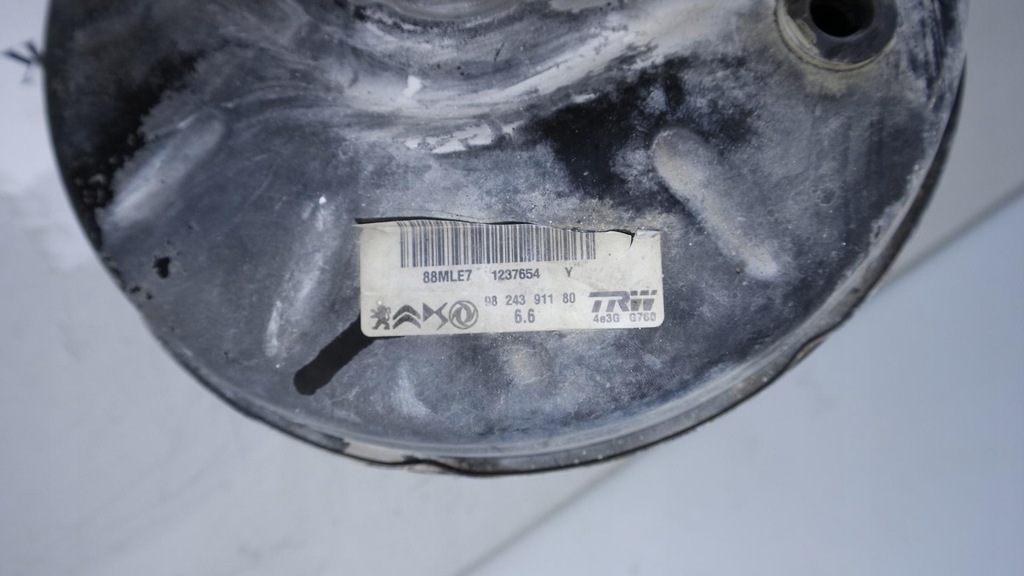 88MLE7 1237654 Y
98 243 911 80 TRW
6.6 4e3G G760